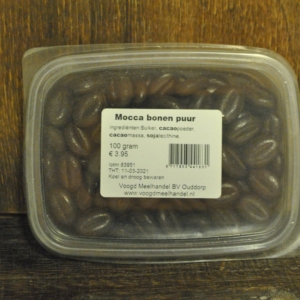 Mocca bonen puur
Ingrediënten:Suiker, cacaopoeder,
cacaomassa, sojalecithine.
100 gram
€ 3.95
THT: 11-03-2021
Koel en droog bewaren
Voogd Meelhandel BV Ouddorp
www.voogdmeelhandel.nl